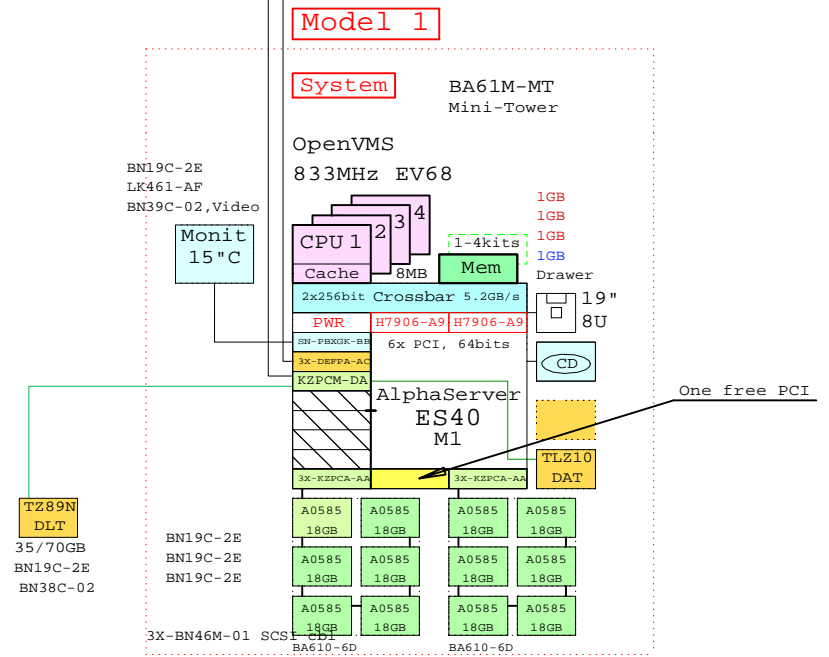 Model 1
System
BA61M-MT
Mini-Tower
OpenVMS
833MHz EV68
BN19C-2E
LK461-AF
BN39C-02,Video
1GB
1GB
1GB
1GB
Monit
15"C
CPU 1
2
3
4
Cache
8MB
1-4kits
Mem
Drawer
2x256bit Crossbar 5.2GB/s
19"
8U
PWR
H7906-A9
H7906-A9
SN-PBXGK-BB
6x PCI, 64bits
3X-DEFPA-AC
CD
KZPCM-DA
AlphaServer
ES40
M1
One free PCI
TLZ10
DAT
3X-KZPCA-AA
3X-KZPCA-AA
TZ89N
DLT
35/70GB
BN19C-2E
BN38C-02
A0585
18GB
A0585
18GB
A0585
18GB
A0585
18GB
BN19C-2E
BN19C-2E
BN19C-2E
A0585
18GB
A0585
18GB
A0585
18GB
A0585
18GB
A0585
18GB
A0585
18GB
A0585
18GB
A0585
18GB
3X-BN46M-01 SCSI cbl
BA610-6D
BA610-6D